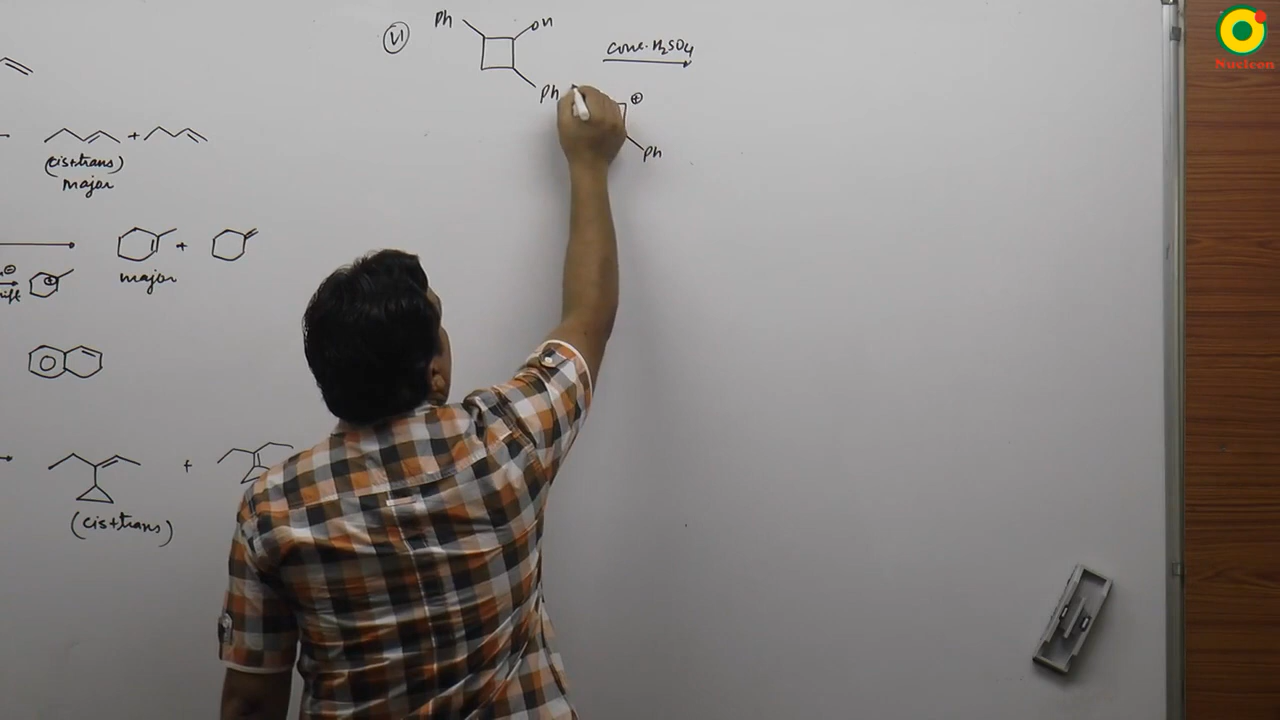 VI
Ph
OH
Conc. H₂SO₄
Ph
⊕
Ph
+
(cis+trans)
major
+
major
⊕
(cis+trans)
+
Nucleon